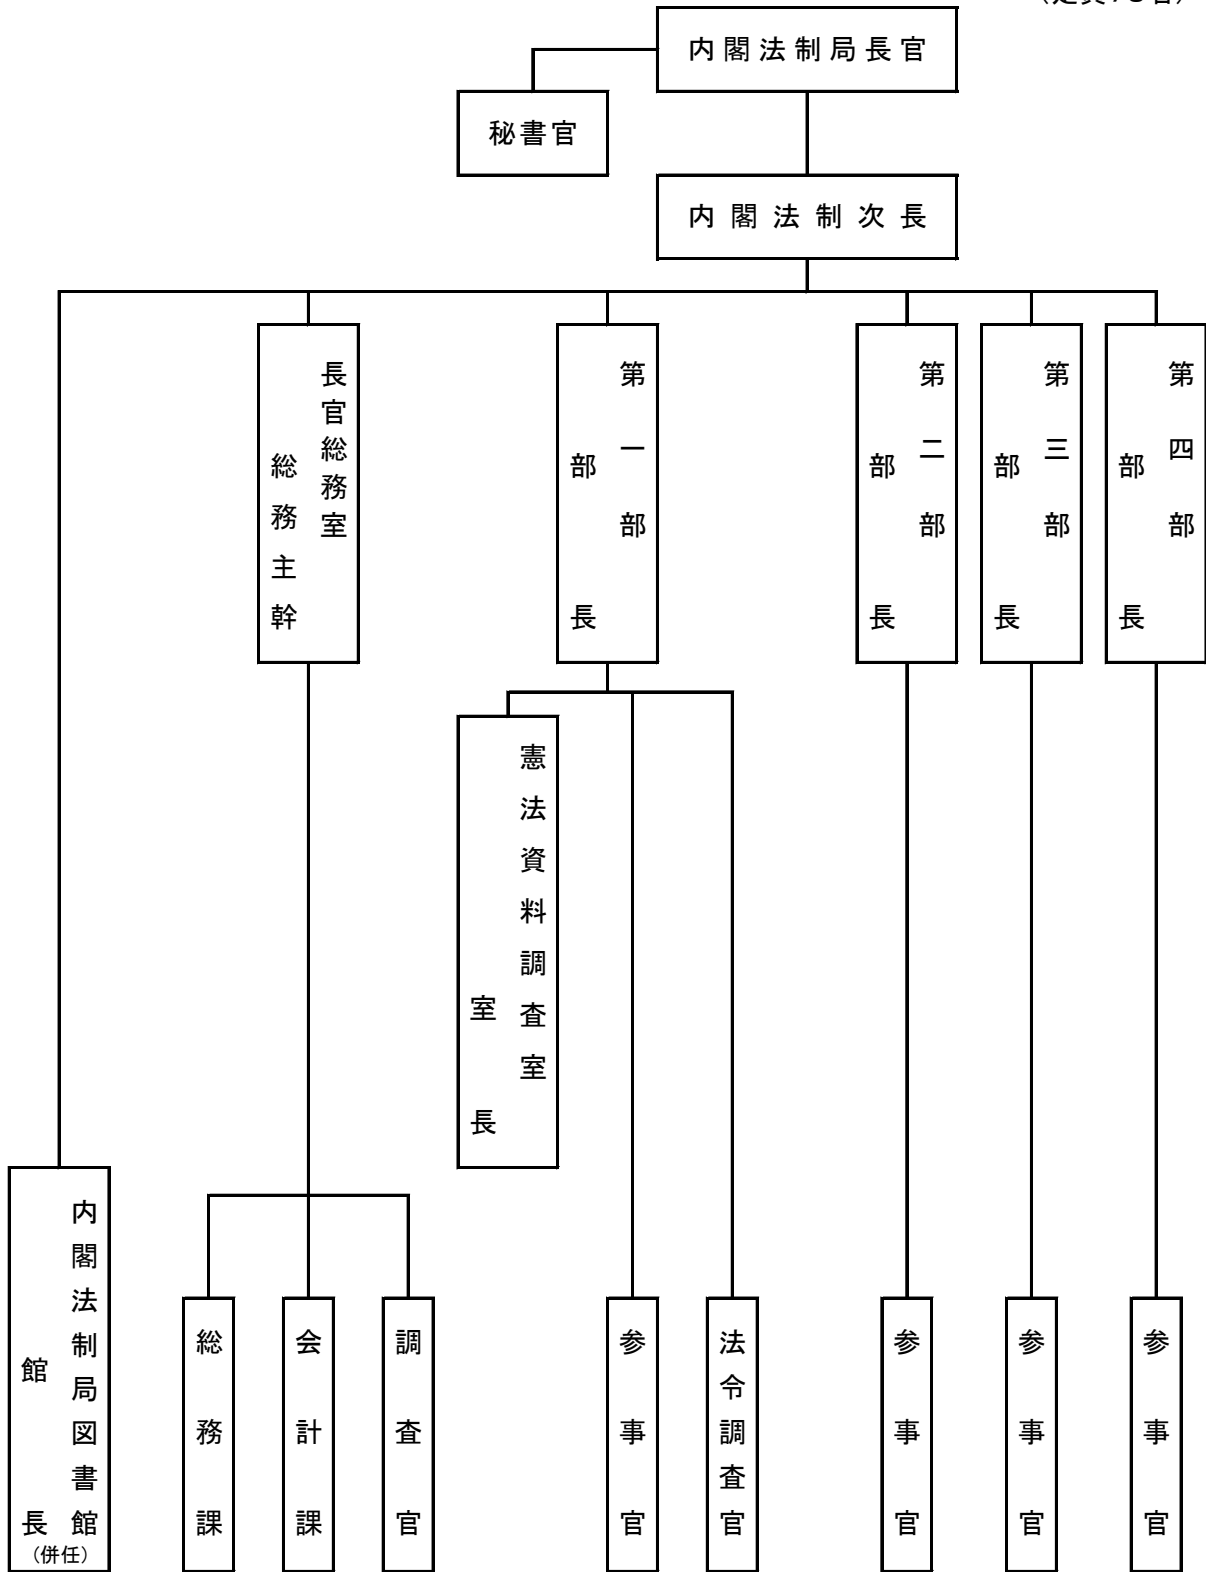 内閣法制局長官
秘書官
内閣法制次長
長官総務室
総務主幹
第一部
部長
第二部
部長
第三部
部長
第四部
部長
憲法資料調査室
室長
内閣法制局図書館
館長
(併任)
総務課
会計課
調査官
参事官
法令調査官
参事官
参事官
参事官